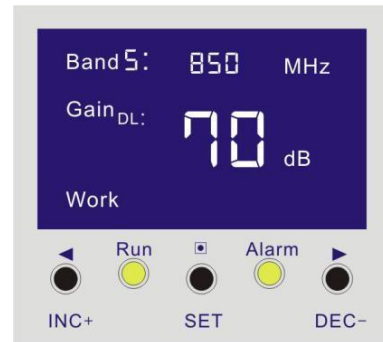 Band 5: 850 MHz
Gain DL: 70 dB
Work
◀ Run ▣ Alarm ▶
INC+ SET DEC-